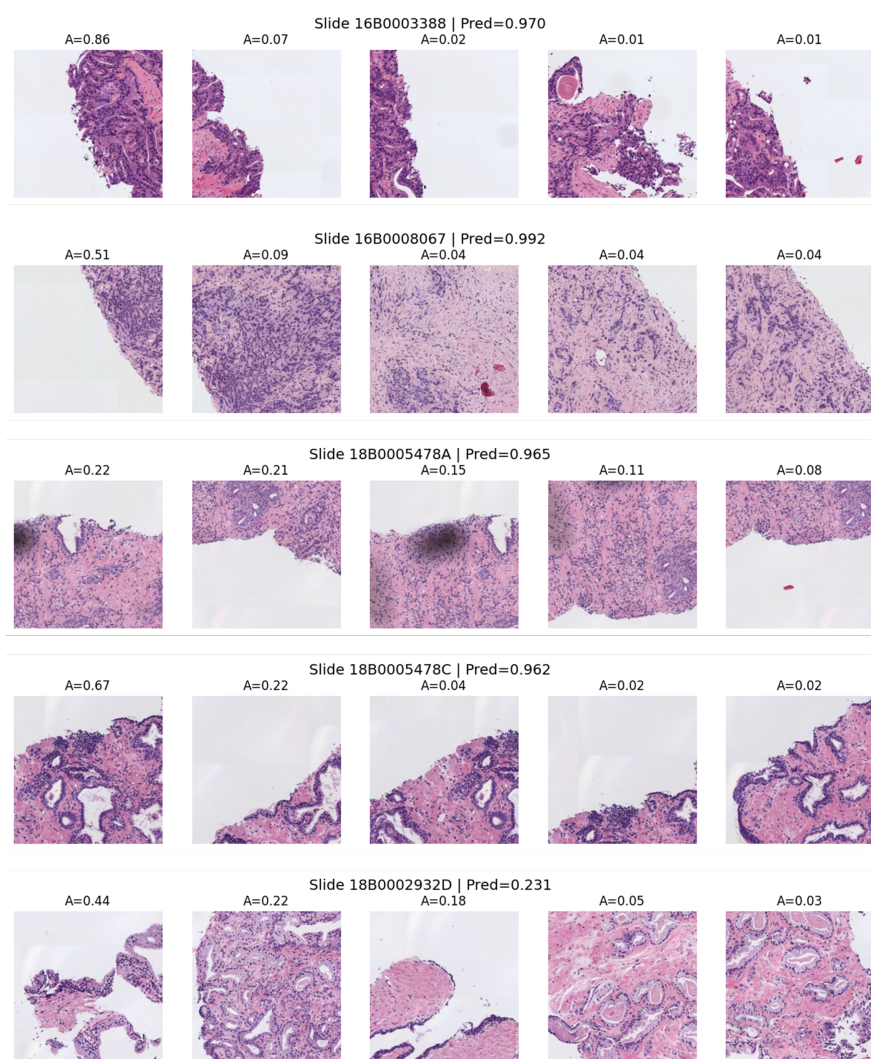 Slide 16B0003388 | Pred=0.970
A=0.86 A=0.07 A=0.02 A=0.01 A=0.01
Slide 16B0008067 | Pred=0.992
A=0.51 A=0.09 A=0.04 A=0.04 A=0.04
Slide 18B0005478A | Pred=0.965
A=0.22 A=0.21 A=0.15 A=0.11 A=0.08
Slide 18B0005478C | Pred=0.962
A=0.67 A=0.22 A=0.04 A=0.02 A=0.02
Slide 18B0002932D | Pred=0.231
A=0.44 A=0.22 A=0.18 A=0.05 A=0.03